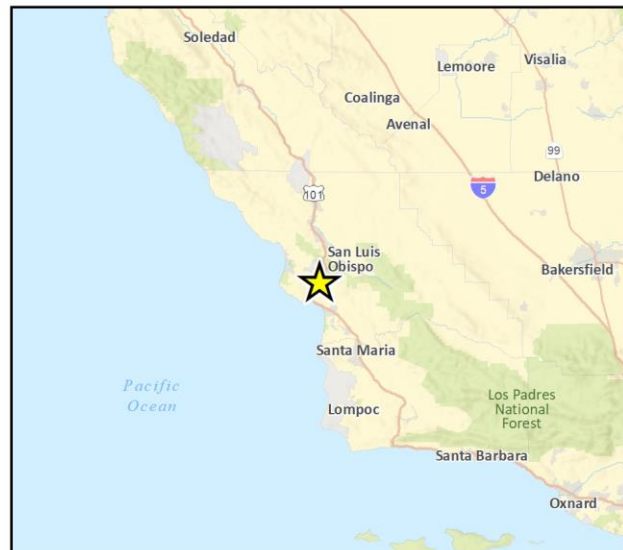 Soledad
Lemoore
Visalia
Coalinga
Avenal
99
Delano
5
101
San Luis
Obispo
Bakersfield
Santa Maria
Pacific
Ocean
Los Padres
National
Forest
Lompoc
Santa Barbara
Oxnard